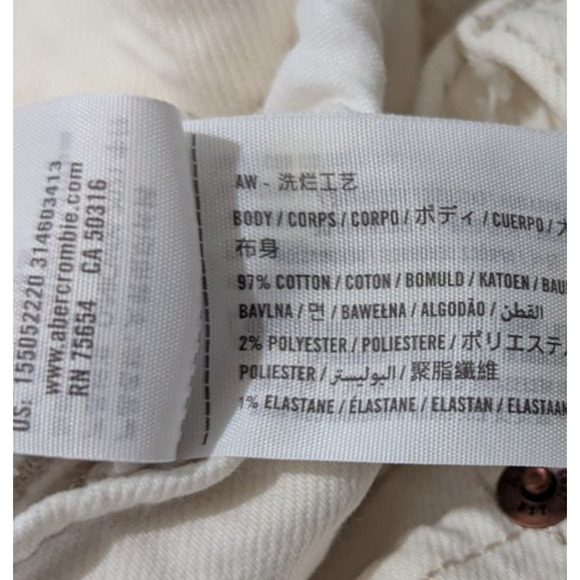 US: 155052220 314603413
www.abercrombie.com
RN 75654 CA 50316
AW - 洗烂工艺
BODY / CORPS / CORPO / ボディ / CUERPO /
布身
97% COTTON / COTON / BOMULD / KATOEN /
BAVLNA / 면 / BAWEŁNA / ALGODÃO / القطن /
2% POLYESTER / POLIESTERE / ポリエステル
POLIESTER / البوليستر / 聚脂纖維
1% ELASTANE / ÉLASTANE / ELASTAN / ELASTAAN